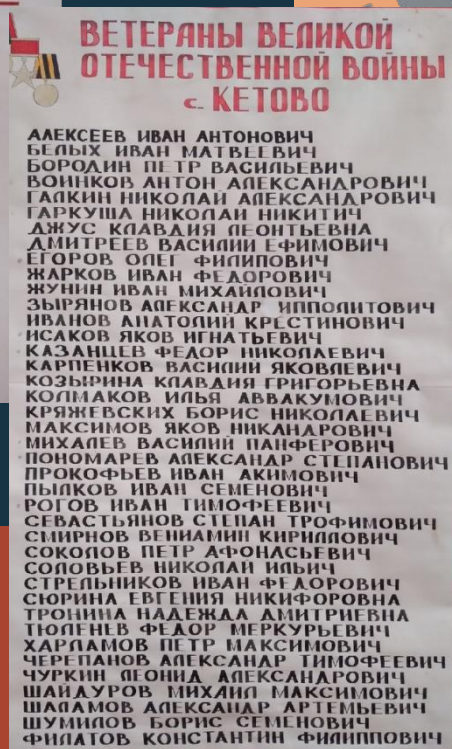 ВЕТЕРАНЫ ВЕЛИКОЙ
ОТЕЧЕСТВЕННОЙ ВОЙНЫ
с. КЕТОВО
АЛЕКСЕЕВ ИВАН АНТОНОВИЧ
БЕЛЫХ ИВАН МАТВЕЕВИЧ
БОРОДИН ПЕТР ВАСИЛЬЕВИЧ
ВОИНКОВ АНТОН АЛЕКСАНДРОВИЧ
ГАЛКИН НИКОЛАЙ АЛЕКСАНДРОВИЧ
ГАРКУША НИКОЛАЙ НИКИТИЧ
ДЖУС КЛАВДИЯ ЛЕОНТЬЕВНА
ДМИТРЕЕВ ВАСИЛИЙ ЕФИМОВИЧ
ЕГОРОВ ОЛЕГ ФИЛИПОВИЧ
ЖАРКОВ ИВАН ФЕДОРОВИЧ
ЖУНИН ИВАН МИХАЙЛОВИЧ
ЗЫРЯНОВ АЛЕКСАНДР ИППОЛИТОВИЧ
ИВАНОВ АНАТОЛИЙ КРЕСТИНОВИЧ
ИСАКОВ ЯКОВ ИГНАТЬЕВИЧ
КАЗАНЦЕВ ФЕДОР НИКОЛАЕВИЧ
КАРПЕНКОВ ВАСИЛИЙ ЯКОВЛЕВИЧ
КОЗЫРИНА КЛАВДИЯ ГРИГОРЬЕВНА
КОЛМАКОВ ИЛЬЯ АВВАКУМОВИЧ
КРЯЖЕВСКИХ БОРИС НИКОЛАЕВИЧ
МАКСИМОВ ЯКОВ НИКАНДРОВИЧ
МИХАЛЕВ ВАСИЛИЙ ПАНФЕРОВИЧ
ПОНОМАРЕВ АЛЕКСАНДР СТЕПАНОВИЧ
ПРОКОФЬЕВ ИВАН АКИМОВИЧ
ПЫЛКОВ ИВАН СЕМЕНОВИЧ
РОГОВ ИВАН ТИМОФЕЕВИЧ
СЕВАСТЬЯНОВ СТЕПАН ТРОФИМОВИЧ
СМИРНОВ ВЕНИАМИН КИРИЛЛОВИЧ
СОКОЛОВ ПЕТР АФОНАСЬЕВИЧ
СОЛОВЬЕВ НИКОЛАЙ ИЛЬИЧ
СТРЕЛЬНИКОВ ИВАН ФЕДОРОВИЧ
СЮРИНА ЕВГЕНИЯ НИКИФОРОВНА
ТРОНИНА НАДЕЖДА ДМИТРИЕВНА
ТЮЛЕНЕВ ФЕДОР МЕРКУРЬЕВИЧ
ХАРЛАМОВ ПЕТР МАКСИМОВИЧ
ЧЕРЕПАНОВ АЛЕКСАНДР ТИМОФЕЕВИЧ
ЧУРКИН ЛЕОНИД АЛЕКСАНДРОВИЧ
ШАЙДУРОВ МИХАИЛ МАКСИМОВИЧ
ШАЛАМОВ АЛЕКСАНДР АРТЕМЬЕВИЧ
ШУМИЛОВ БОРИС СЕМЕНОВИЧ
ФИЛАТОВ КОНСТАНТИН ФИЛИППОВИЧ